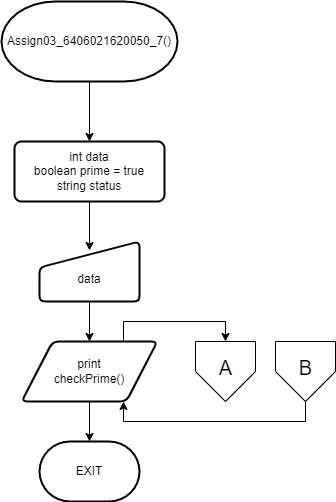 Assign03_6406021620050_7()
int data
boolean prime = true
string status
data
print
checkPrime()
A
B
EXIT